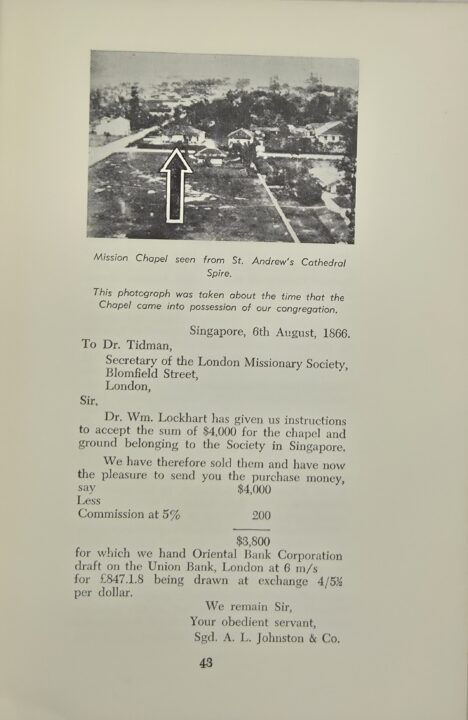 Mission Chapel seen from St. Andrew's Cathedral
Spire.
This photograph was taken about the time that the
Chapel came into possession of our congregation.
Singapore, 6th August, 1866.
To Dr. Tidman,
Secretary of the London Missionary Society,
Blomfield Street,
London,
Sir,
Dr. Wm. Lockhart has given us instructions
to accept the sum of $4,000 for the chapel and
ground belonging to the Society in Singapore.
We have therefore sold them and have now
the pleasure to send you the purchase money,
say $4,000
Less
Commission at 5% 200
$3,800
for which we hand Oriental Bank Corporation
draft on the Union Bank, London at 6 m/s
for £847.1.8 being drawn at exchange
per dollar.
We remain Sir,
Your obedient servant,
Sgd. A. L. Johnston & Co.
43